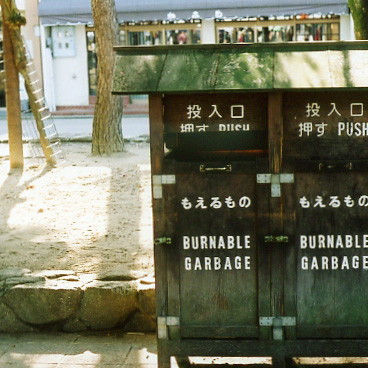 投入口
押す PUSH
もえるもの
BURNABLE
GARBAGE
投入口
押す PUSH
もえるもの
BURNABLE
GARBAGE